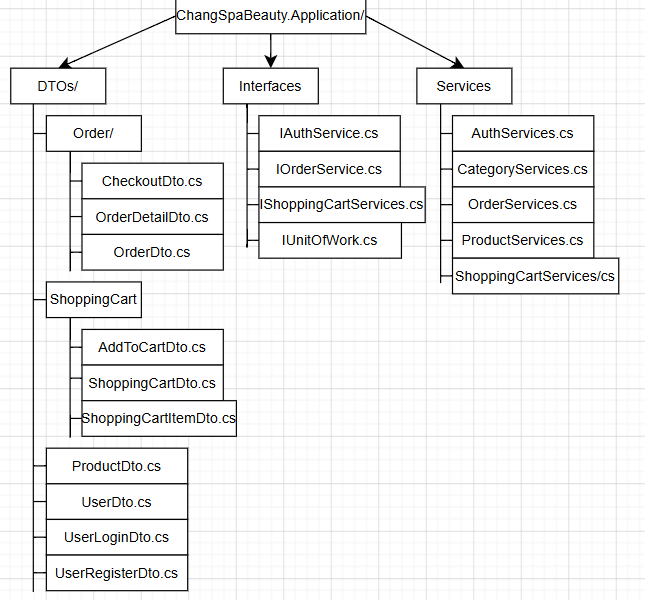 ChangSpaBeauty.Application/
DTOs/
Order/
CheckoutDto.cs
OrderDetailDto.cs
OrderDto.cs
ShoppingCart
AddToCartDto.cs
ShoppingCartDto.cs
ShoppingCartItemDto.cs
ProductDto.cs
UserDto.cs
UserLoginDto.cs
UserRegisterDto.cs
Interfaces
IAuthService.cs
IOrderService.cs
IShoppingCartServices.cs
IUnitOfWork.cs
Services
AuthServices.cs
CategoryServices.cs
OrderServices.cs
ProductServices.cs
ShoppingCartServices/cs